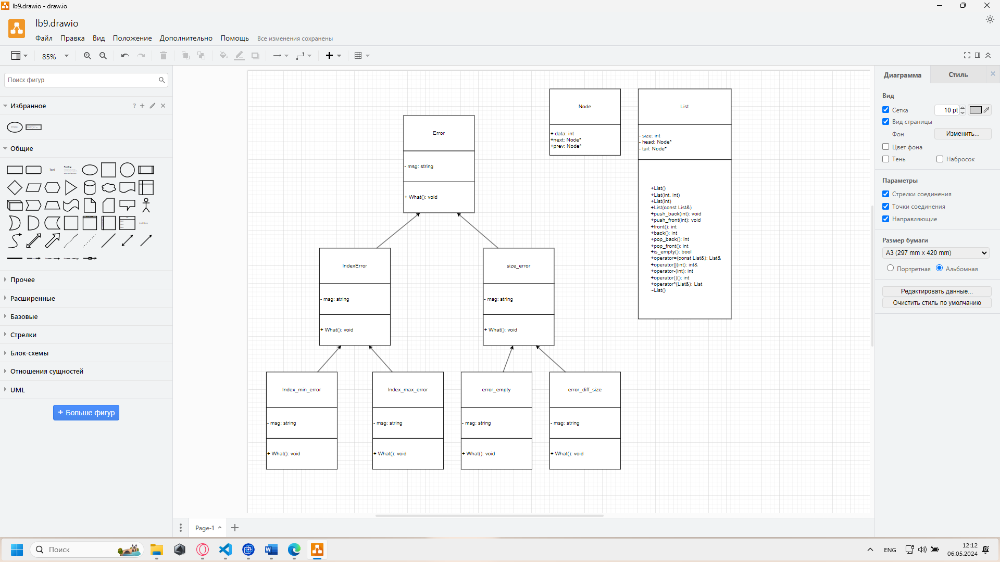 lb9.drawio - draw.io
lb9.drawio
Файл Правка Вид Положение Дополнительно Помощь Все изменения сохранены
85%
Поиск фигур
Избранное
?
Общие
Text
Heading
List Item
Прочее
Расширенные
Базовые
Стрелки
Блок-схемы
Отношения сущностей
UML
+ Больше фигур
Error
- msg: string
+ What(): void
Node
+ data: int
+next: Node*
+prev: Node*
List
- size: int
- head: Node*
- tail: Node*
+List()
+List(int, int)
+List(int)
+List(const List&)
+push_back(int): void
+push_front(int): void
+front(): int
+back(): int
+pop_back(): int
+pop_front(): int
+is_empty(): bool
+operator=(const List&): List&
+operator[](int): int&
+operator-(int): int
+operator()(): int
+operator*(List&): List
~List()
IndexError
- msg: string
+ What(): void
size_error
- msg: string
+ What(): void
Index_min_error
- msg: string
+ What(): void
Index_max_error
- msg: string
+ What(): void
error_empty
- msg: string
+ What(): void
error_diff_size
- msg: string
+ What(): void
Диаграмма Стиль
Вид
Сетка 10 pt
Вид страницы
Фон Изменить...
Цвет фона
Тень Набросок
Параметры
Стрелки соединения
Точки соединения
Направляющие
Размер бумаги
A3 (297 mm x 420 mm)
Портретная Альбомная
Редактировать данные...
Очистить стиль по умолчанию
Page-1
Поиск
ENG
12:12
06.05.2024